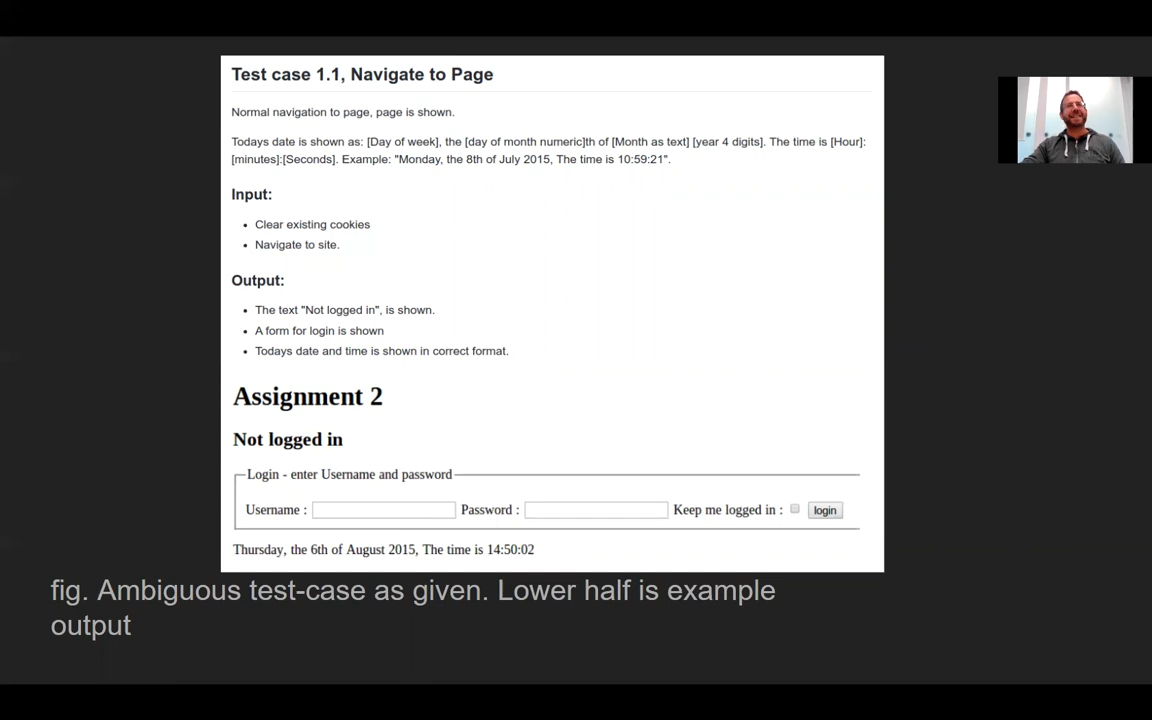 Test case 1.1, Navigate to Page
Normal navigation to page, page is shown.
Todays date is shown as: [Day of week], the [day of month numeric]th of [Month as text] [year 4 digits]. The time is [Hour]:
[minutes]:[Seconds]. Example: "Monday, the 8th of July 2015, The time is 10:59:21".
Input:
• Clear existing cookies
• Navigate to site.
Output:
• The text "Not logged in", is shown.
• A form for login is shown
• Todays date and time is shown in correct format.
Assignment 2
Not logged in
Login - enter Username and password
Username : Password : Keep me logged in : login
Thursday, the 6th of August 2015, The time is 14:50:02
fig. Ambiguous test-case as given. Lower half is example
output